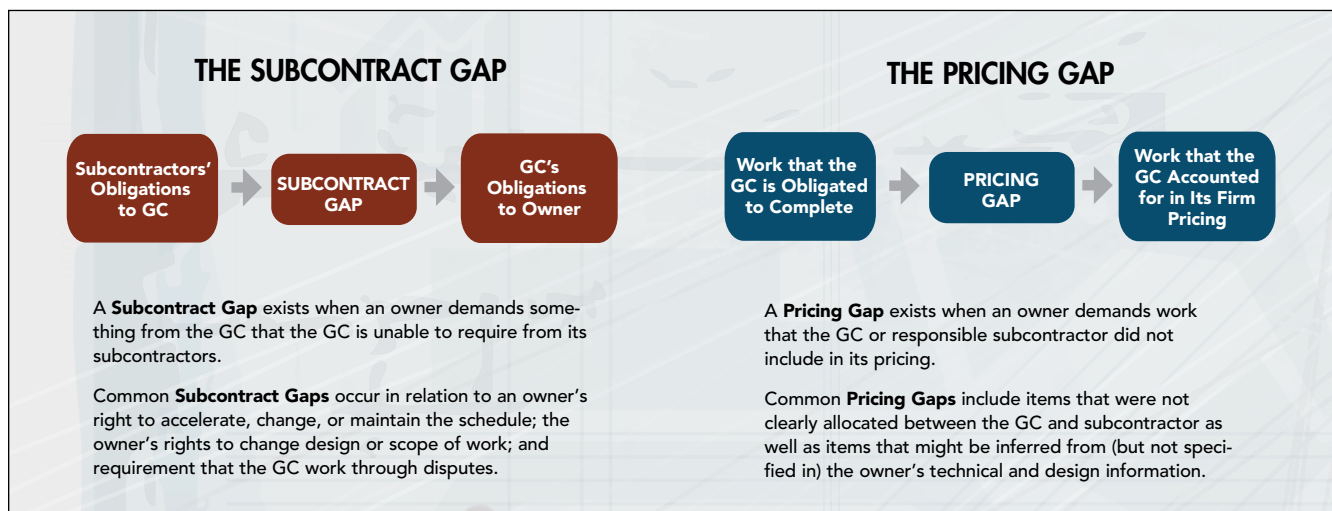 THE SUBCONTRACT GAP
Subcontractors'
Obligations
to GC
SUBCONTRACT
GAP
GC's
Obligations
to Owner
A Subcontract Gap exists when an owner demands some-
thing from the GC that the GC is unable to require from its
subcontractors.
Common Subcontract Gaps occur in relation to an owner's
right to accelerate, change, or maintain the schedule; the
owner's rights to change design or scope of work; and
requirement that the GC work through disputes.
THE PRICING GAP
Work that the
GC is Obligated
to Complete
PRICING
GAP
Work that the
GC Accounted
for in Its Firm
Pricing
A Pricing Gap exists when an owner demands work
that the GC or responsible subcontractor did not
include in its pricing.
Common Pricing Gaps include items that were not
clearly allocated between the GC and subcontractor as
well as items that might be inferred from (but not speci-
fied in) the owner's technical and design information.